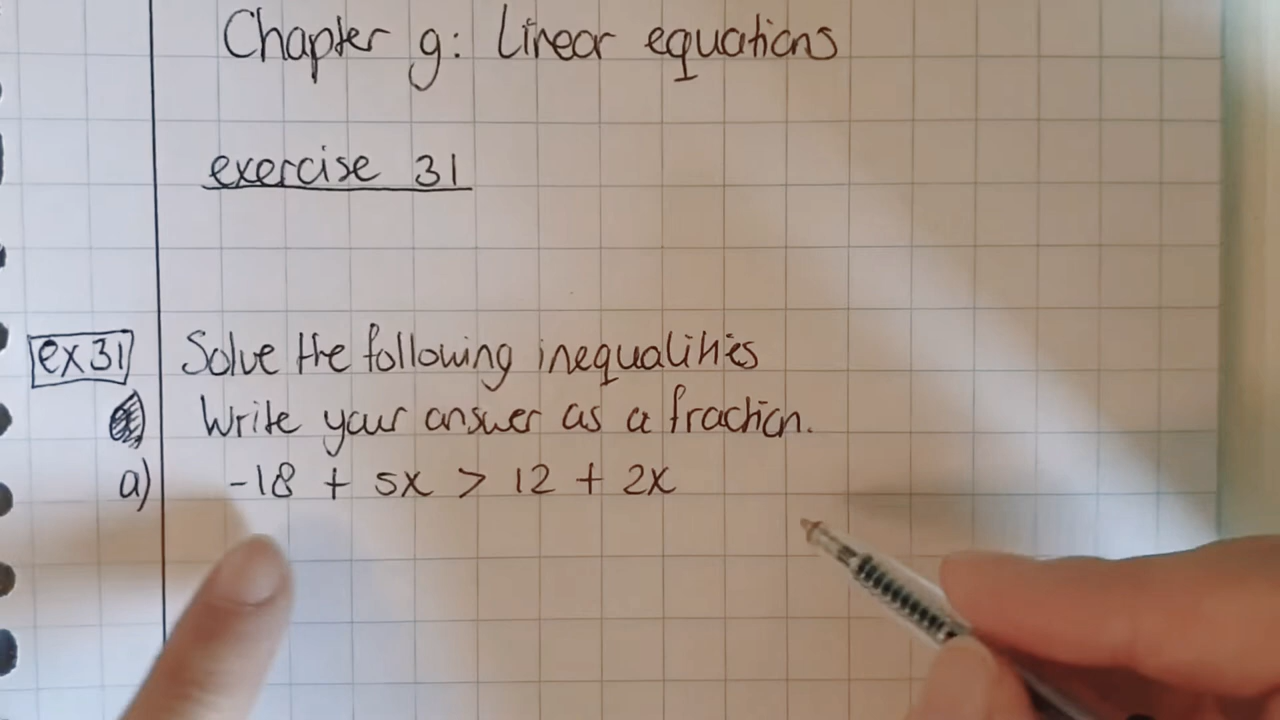 Chapter 9: Linear equations
exercise 31
ex 31 Solve the following inequalities
Write your answer as a fraction.
a) -18 + 5x > 12 + 2x